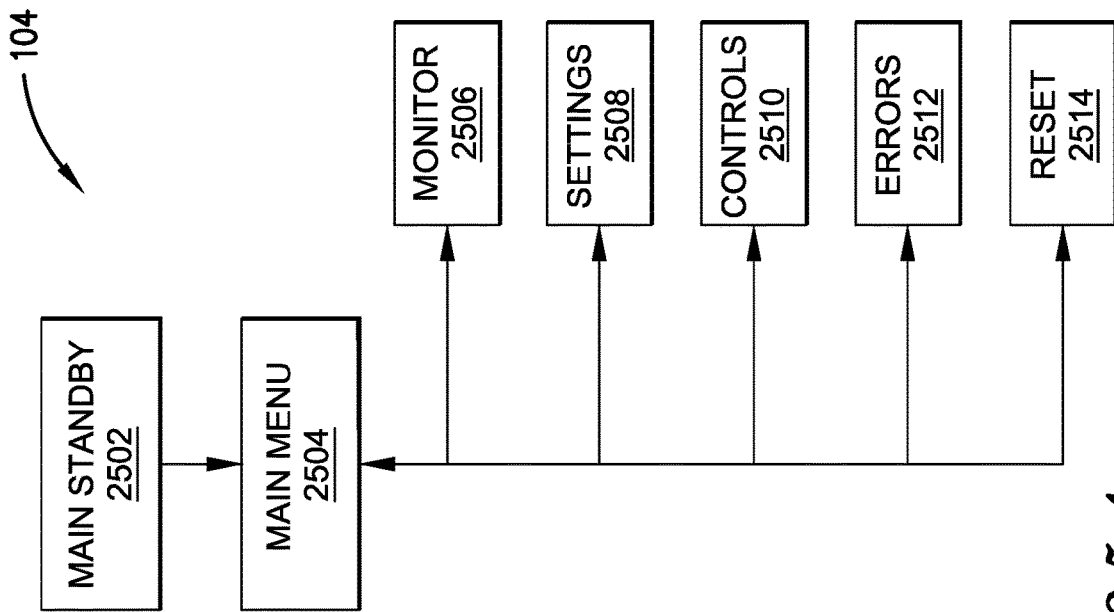 104
MAIN STANDBY
2502
MAIN MENU
2504
MONITOR
2506
SETTINGS
2508
CONTROLS
2510
ERRORS
2512
RESET
2514